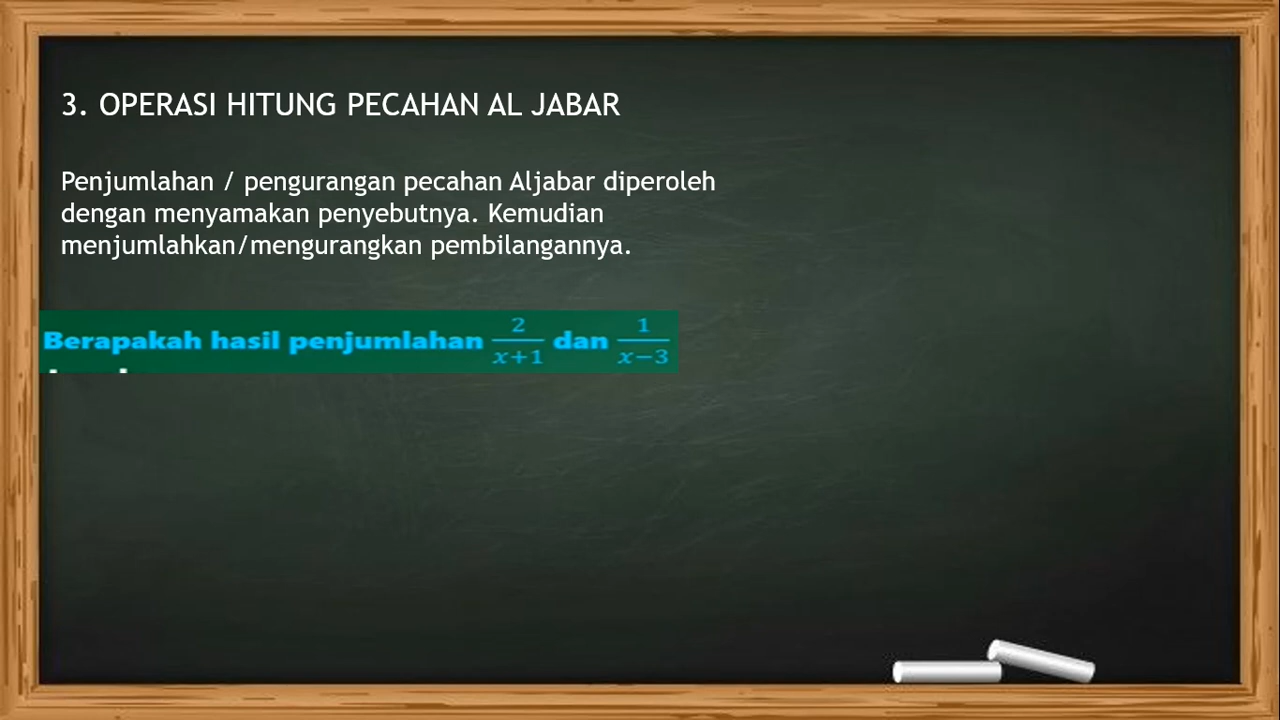 3. OPERASI HITUNG PECAHAN AL JABAR
Penjumlahan / pengurangan pecahan Aljabar diperoleh
dengan menyamakan penyebutnya. Kemudian
menjumlahkan/mengurangkan pembilangannya.
Berapakah hasil penjumlahan 2/(x+1) dan 1/(x−3)